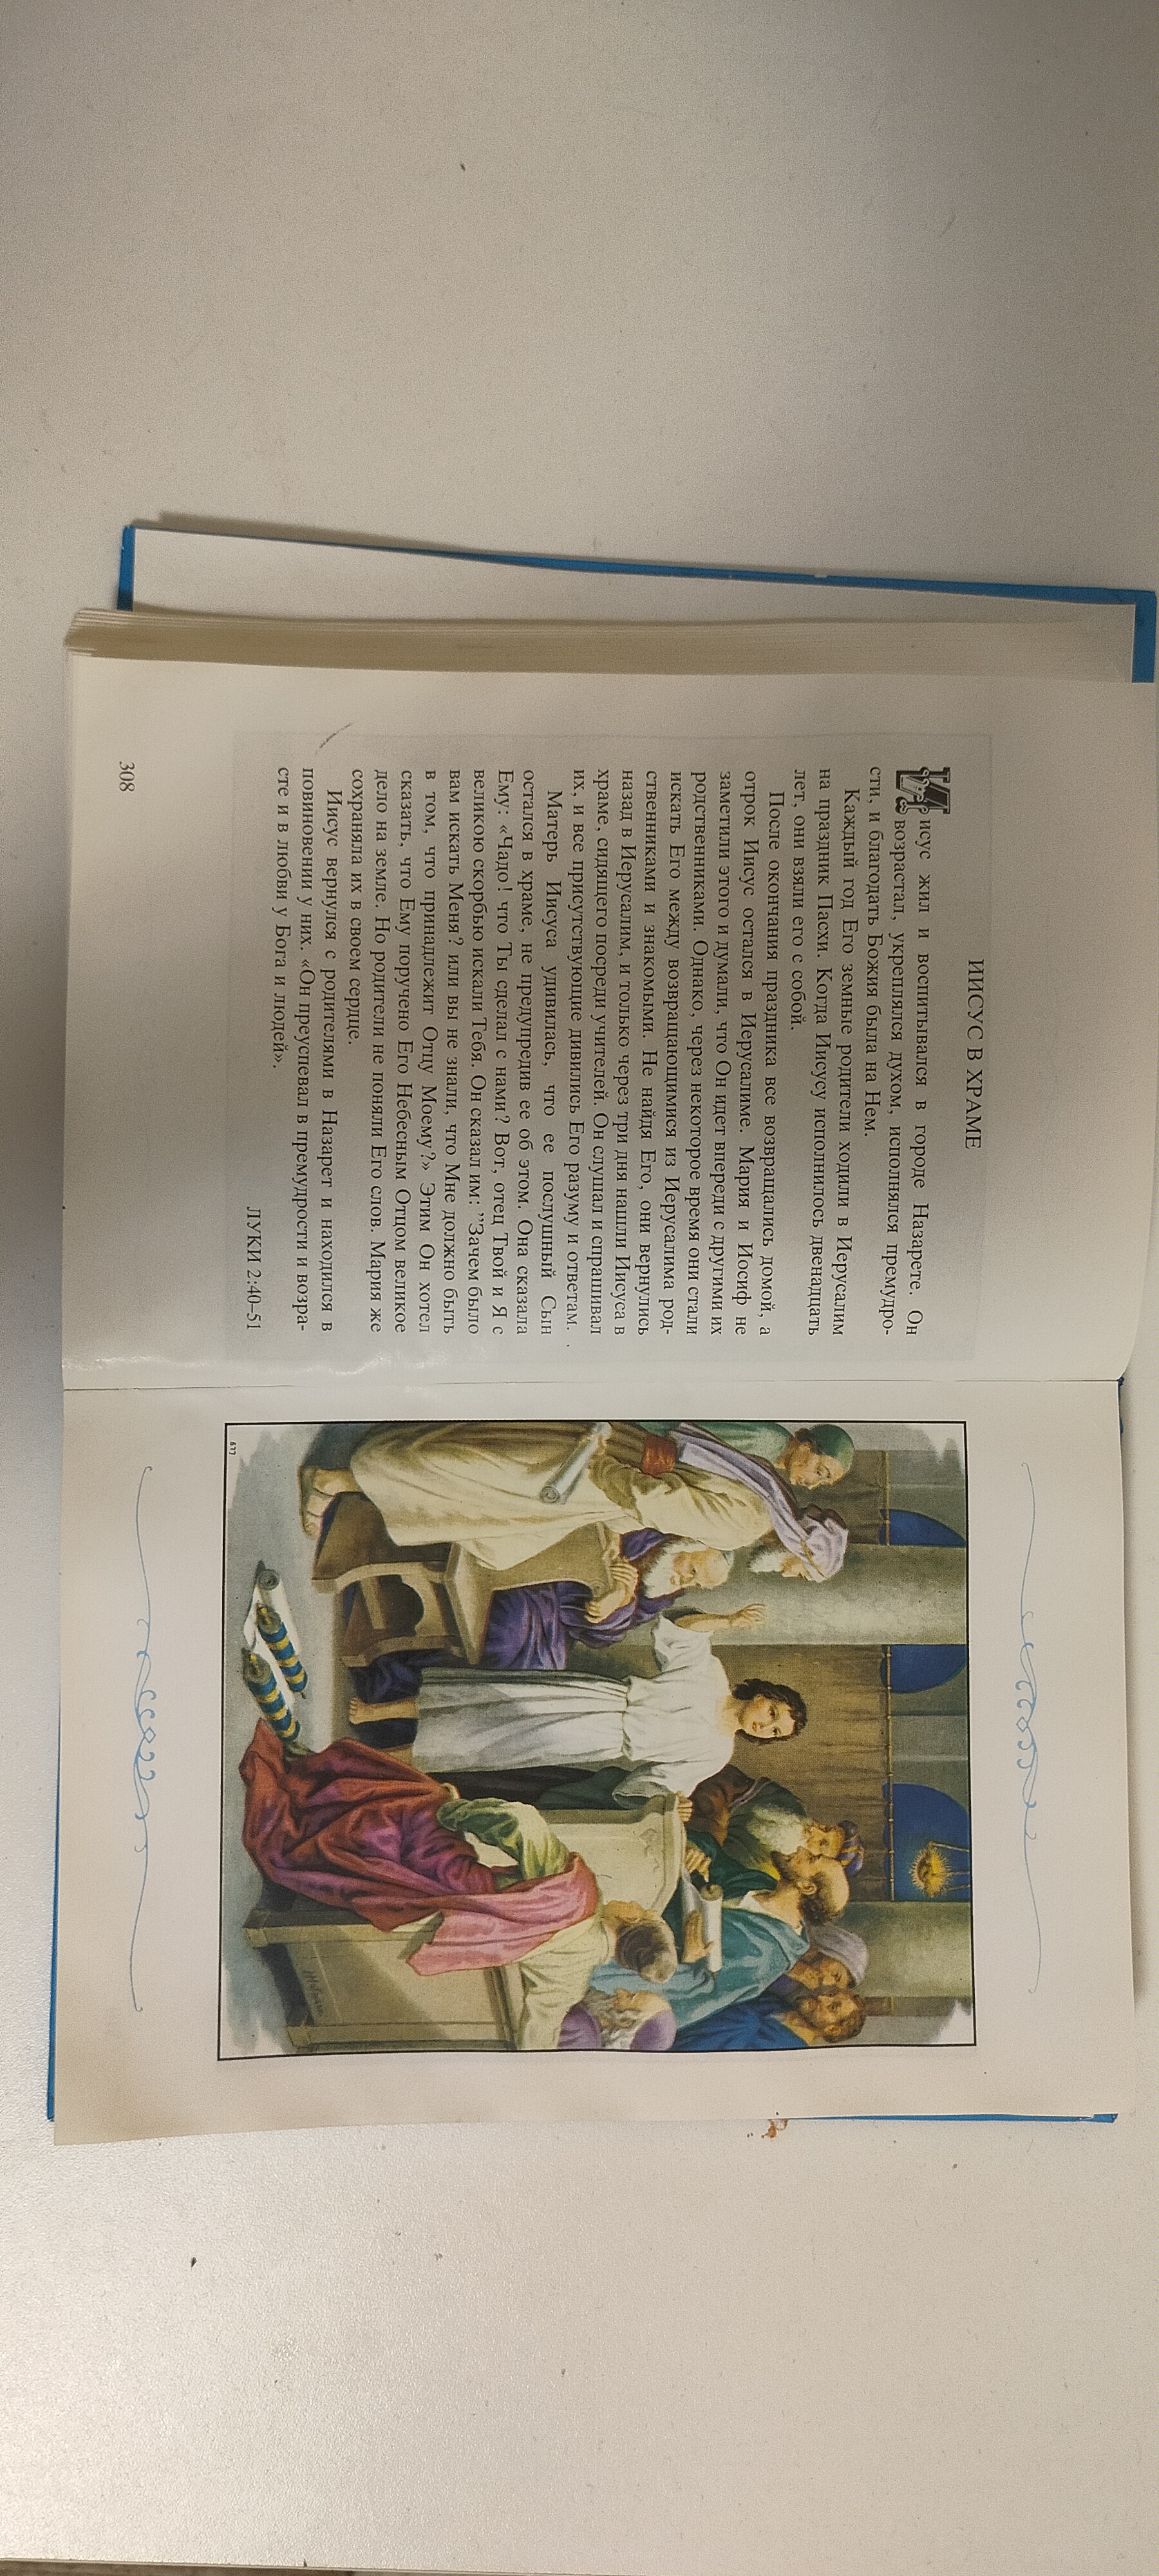 ИИСУС В ХРАМЕ
Иисус жил и воспитывался в городе Назарете. Он
возрастал, укреплялся духом, исполнялся премудро-
сти, и благодать Божия была на Нем.
Каждый год Его земные родители ходили в Иерусалим
на праздник Пасхи. Когда Иисусу исполнилось двенадцать
лет, они взяли его с собой.
После окончания праздника все возвращались домой, а
отрок Иисус остался в Иерусалиме. Мария и Иосиф не
заметили этого и думали, что Он идет впереди с другими их
родственниками. Однако, через некоторое время они стали
искать Его между возвращающимися из Иерусалима род-
ственниками и знакомыми. Не найдя Его, они вернулись
назад в Иерусалим, и только через три дня нашли Иисуса в
храме, сидящего посреди учителей. Он слушал и спрашивал
их, и все присутствующие дивились Его разуму и ответам.
Матерь Иисуса удивилась, что ее послушный Сын
остался в храме, не предупредив ее об этом. Она сказала
Ему: «Чадо! что Ты сделал с нами? Вот, отец Твой и Я с
великою скорбью искали Тебя. Он сказал им: ”Зачем было
вам искать Меня? или вы не знали, что Мне должно быть
в том, что принадлежит Отцу Моему?» Этим Он хотел
сказать, что Ему поручено Его Небесным Отцом великое
дело на земле. Но родители не поняли Его слов. Мария же
сохраняла их в своем сердце.
Иисус вернулся с родителями в Назарет и находился в
повиновении у них. «Он преуспевал в премудрости и возра-
сте и в любви у Бога и людей».
ЛУКИ 2:40–51
308